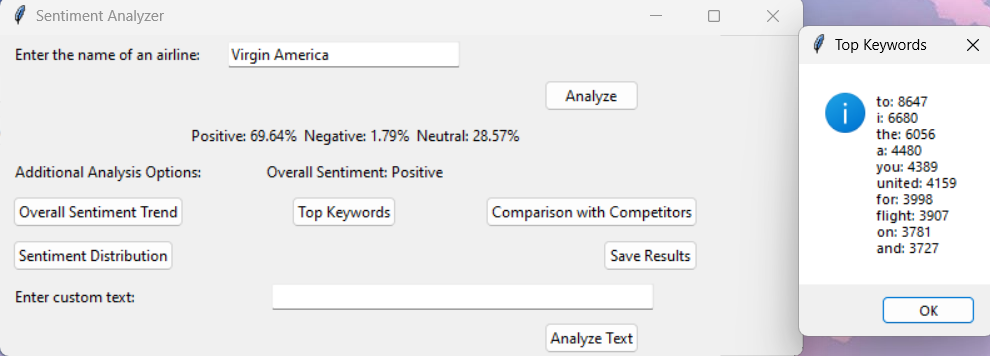 Sentiment Analyzer
Enter the name of an airline: Virgin America
Analyze
Positive: 69.64% Negative: 1.79% Neutral: 28.57%
Additional Analysis Options: Overall Sentiment: Positive
Overall Sentiment Trend Top Keywords Comparison with Competitors
Sentiment Distribution Save Results
Enter custom text:
Analyze Text
Top Keywords
to: 8647
i: 6680
the: 6056
a: 4480
you: 4389
united: 4159
for: 3998
flight: 3907
on: 3781
and: 3727
OK